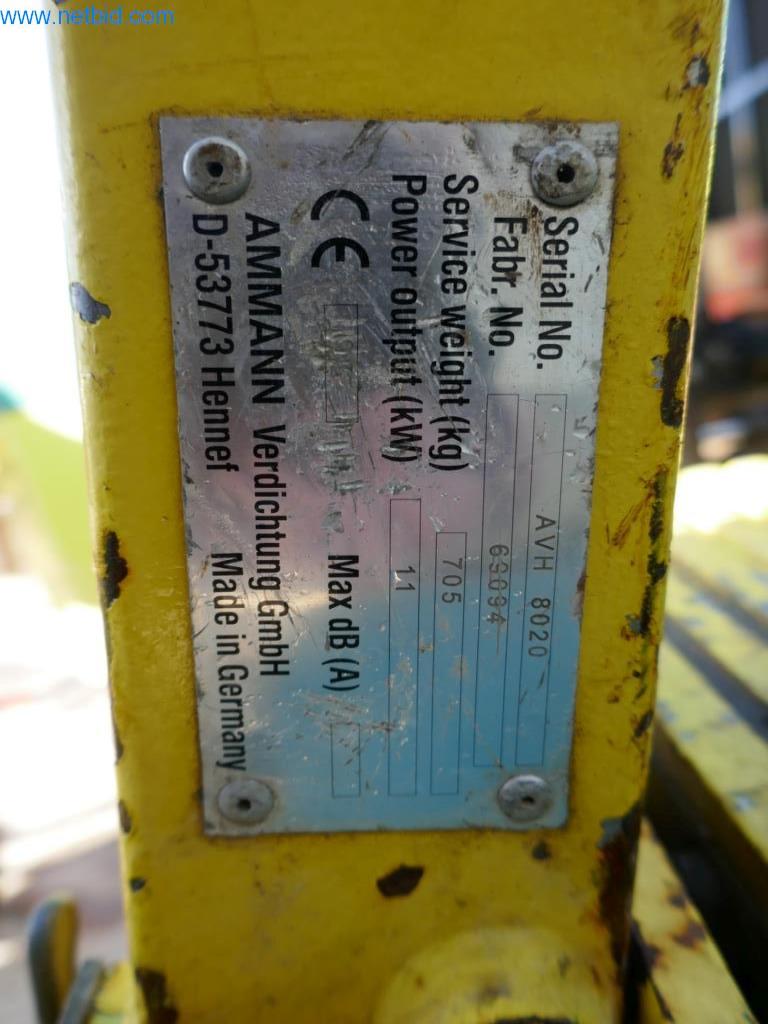 www.netbid.com
Serial No. AVH 8020
Fabr. No.
Service weight (kg) 705
Power output (kW) 11
CE Max dB (A)
AMMANN Verdichtung GmbH
D-53773 Hennef Made in Germany